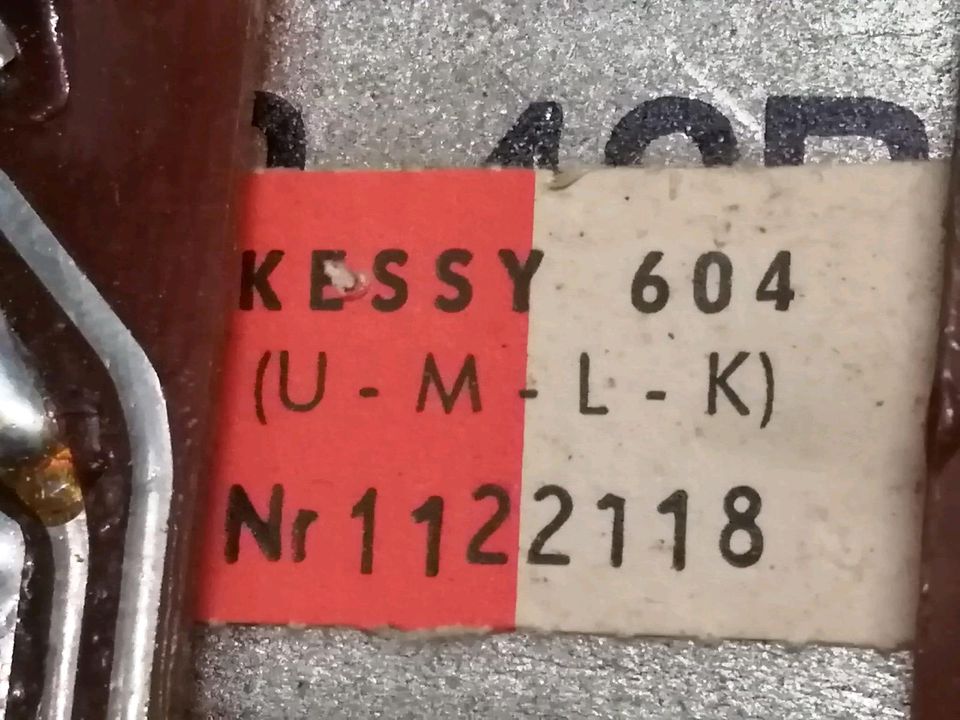 KESSY 604
(U - M - L - K)
Nr 1122118